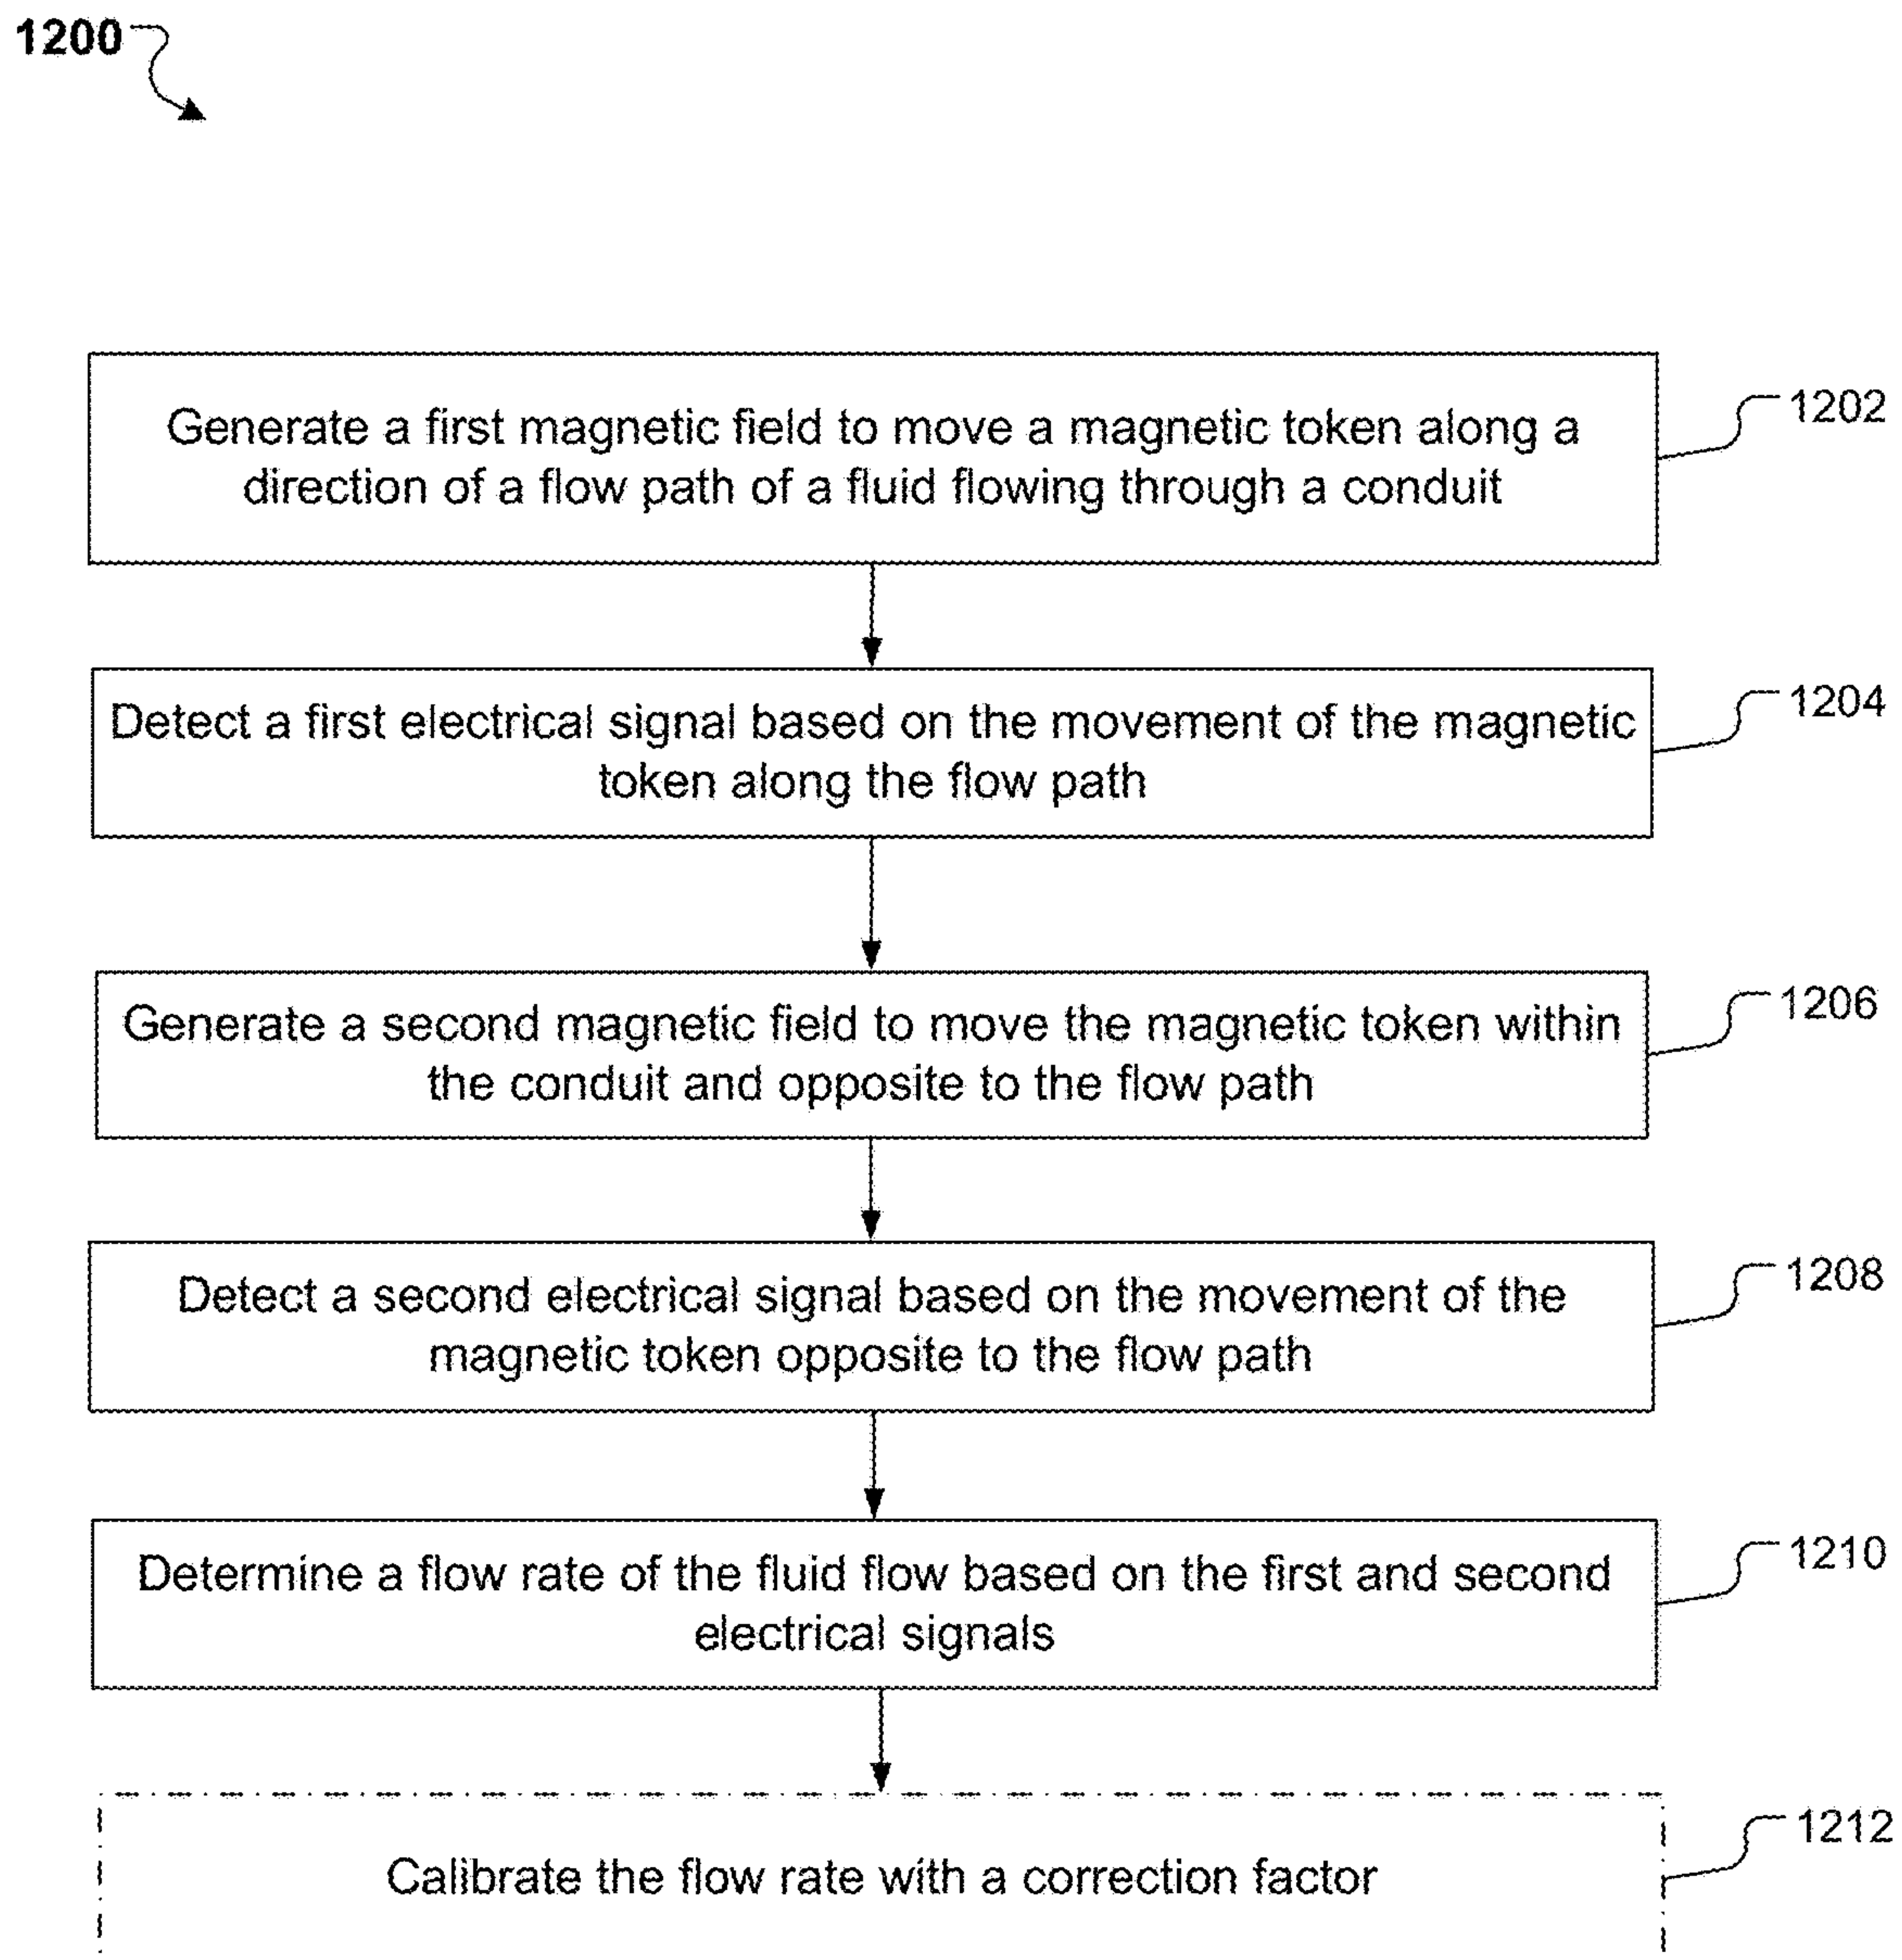 1200
Generate a first magnetic field to move a magnetic token along a
direction of a flow path of a fluid flowing through a conduit
1202
Detect a first electrical signal based on the movement of the magnetic
token along the flow path
1204
Generate a second magnetic field to move the magnetic token within
the conduit and opposite to the flow path
1206
Detect a second electrical signal based on the movement of the
magnetic token opposite to the flow path
1208
Determine a flow rate of the fluid flow based on the first and second
electrical signals
1210
Calibrate the flow rate with a correction factor
1212